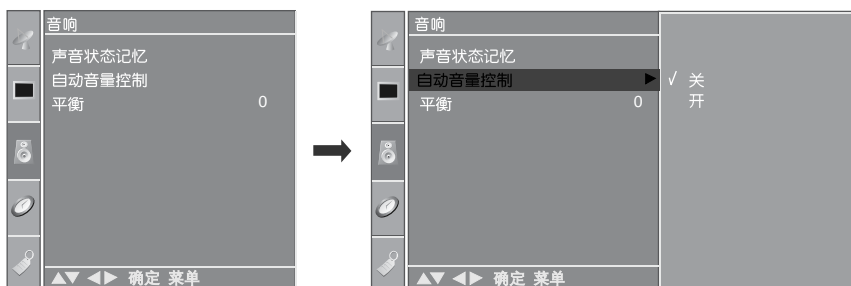 音响
声音状态记忆
自动音量控制
平衡 0
▲▼ ◀▶ 确定 菜单
音响
声音状态记忆
自动音量控制 ▶
平衡 0
▲▼ ◀▶ 确定 菜单
√ 关
开